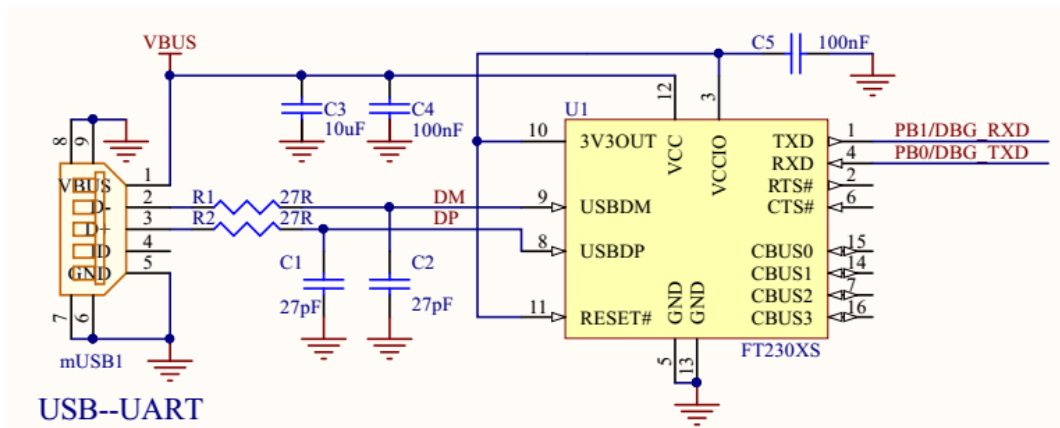 VBUS
C5
100nF
8
9
C3
10uF
C4
100nF
12
3
U1
VCC
VCCIO
10
3V3OUT
TXD
1
PB1/DBG_RXD
RXD
4
PB0/DBG_TXD
RTS#
2
CTS#
6
VBUS
1
D-
2
R1
27R
DM
9
USBDM
D+
3
R2
27R
DP
8
USBDP
ID
4
GND
5
C1
27pF
C2
27pF
CBUS0
15
CBUS1
14
CBUS2
7
CBUS3
16
11
RESET#
GND
GND
7
6
5
13
FT230XS
mUSB1
USB--UART